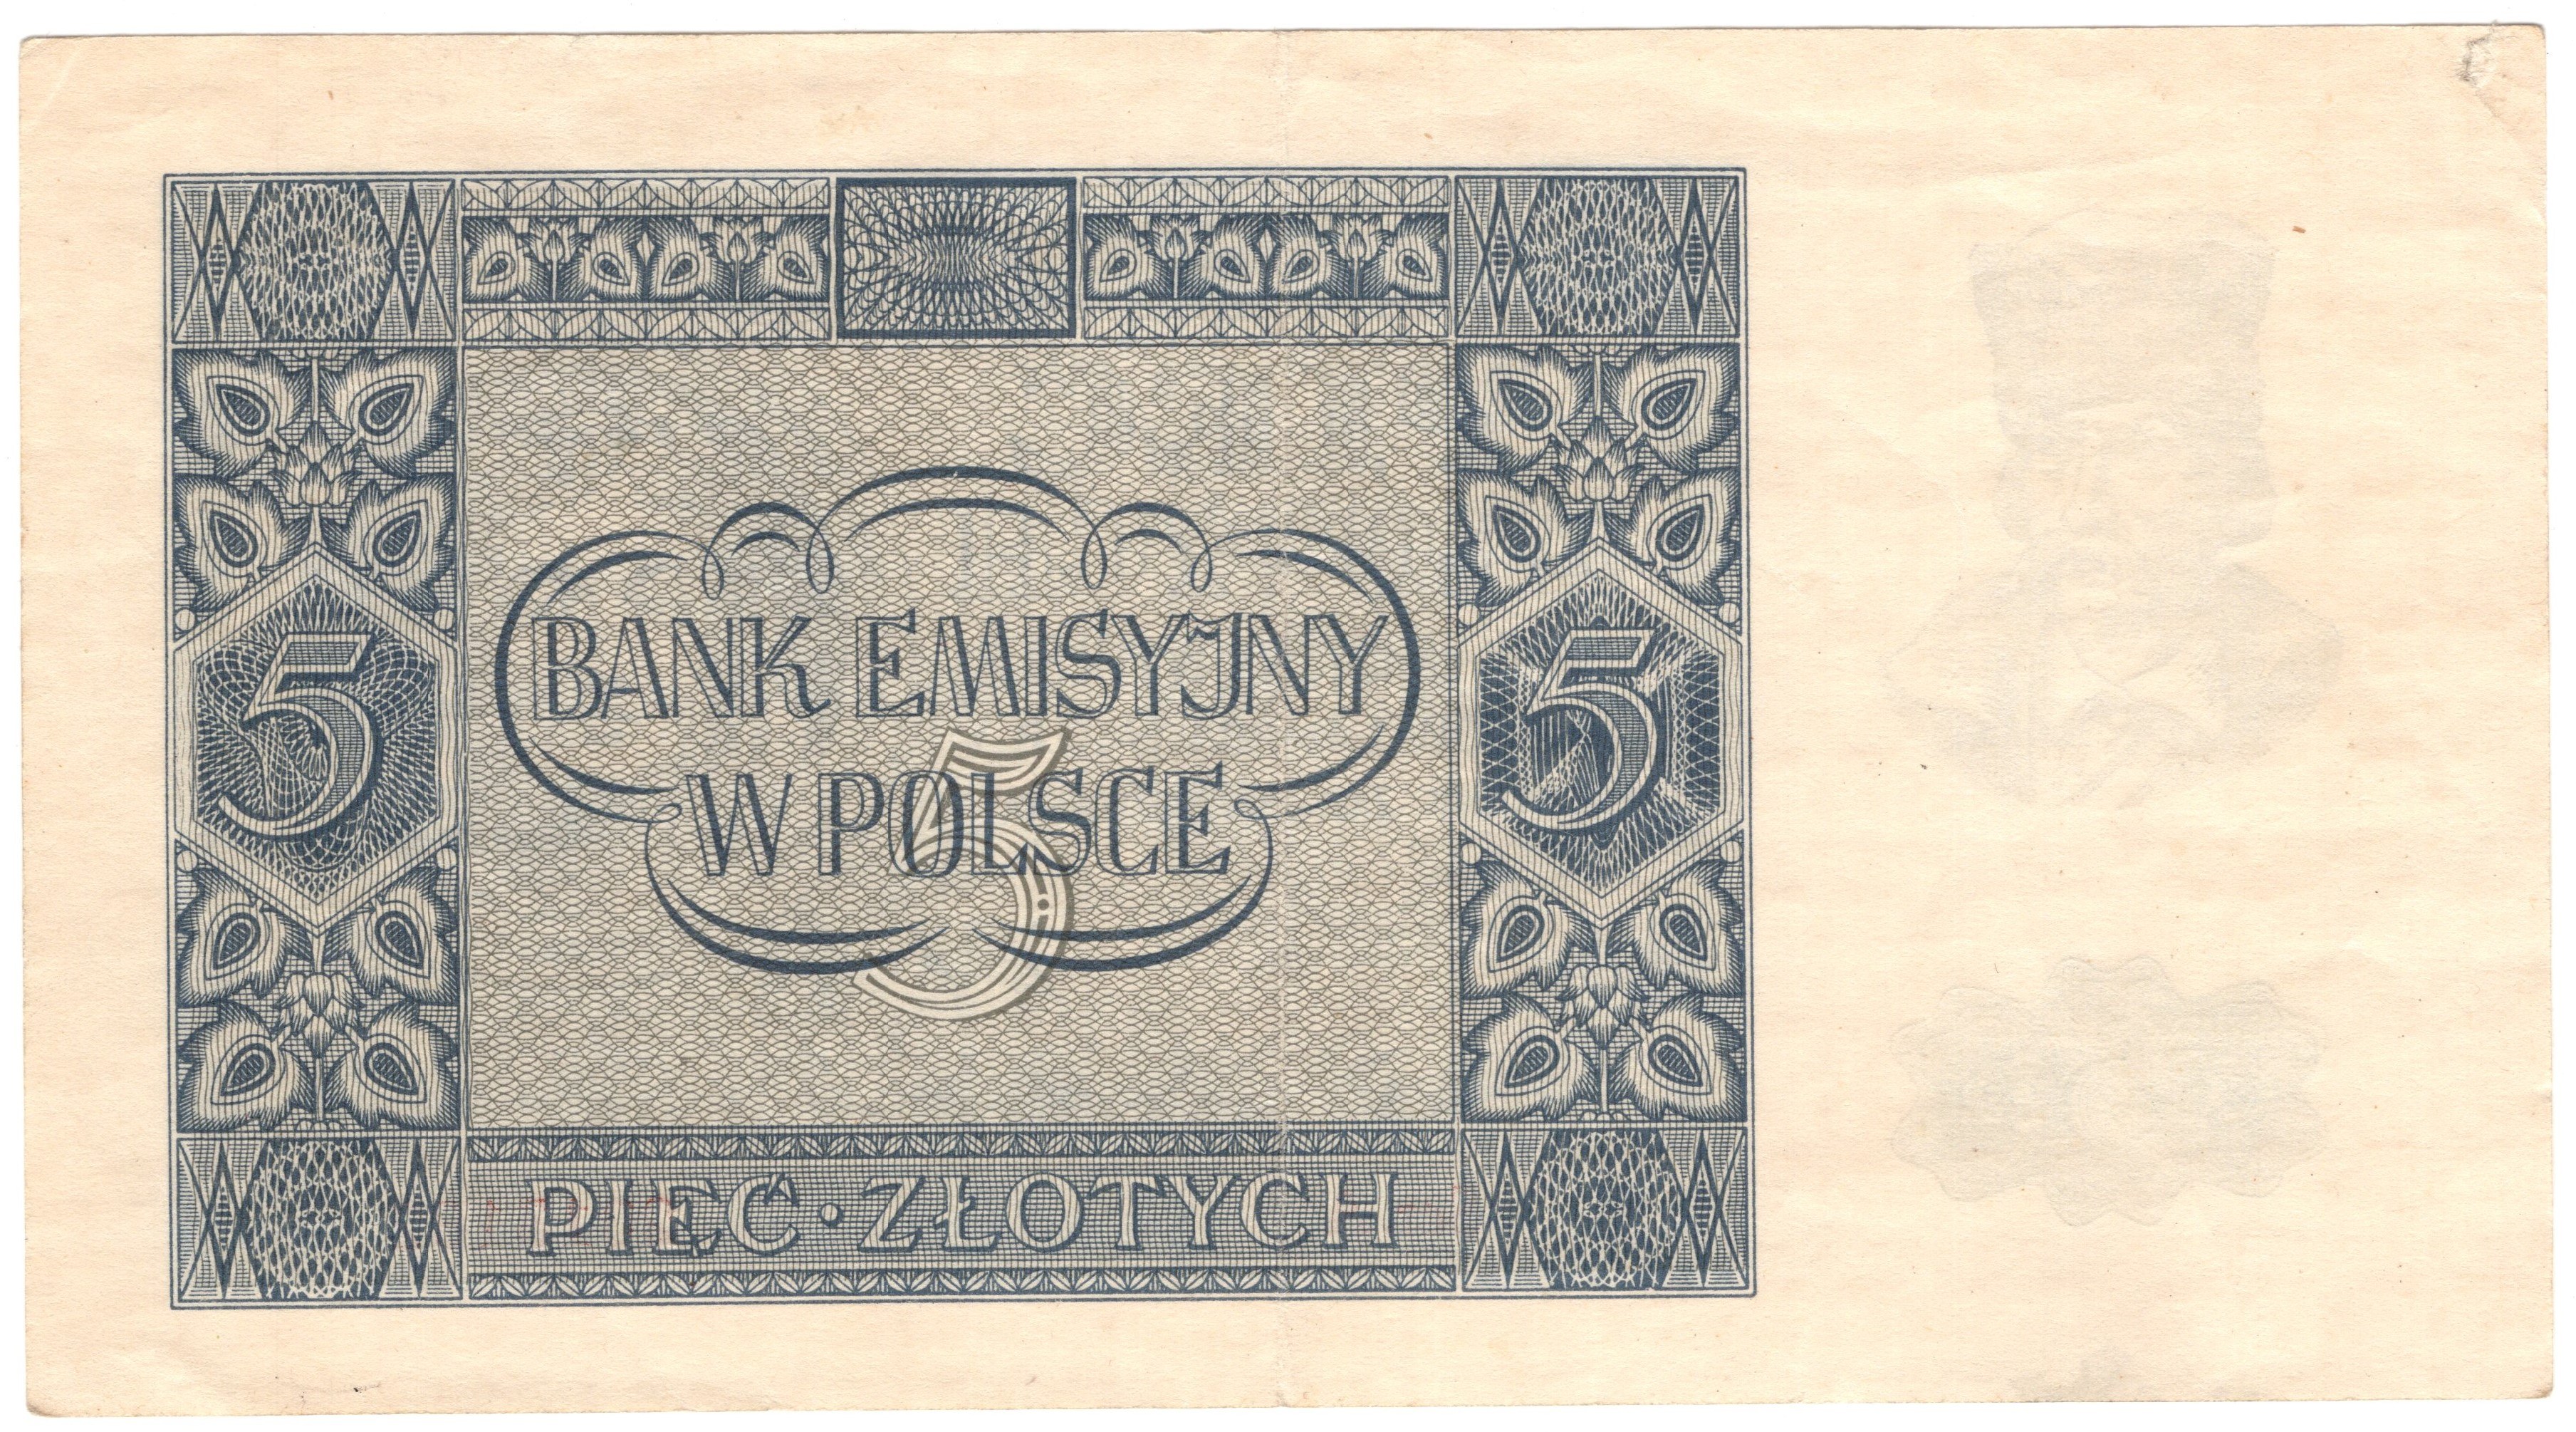 BANK EMISYJNY
W POLSCE
5
5
5
PIĘĆ · ZŁOTYCH